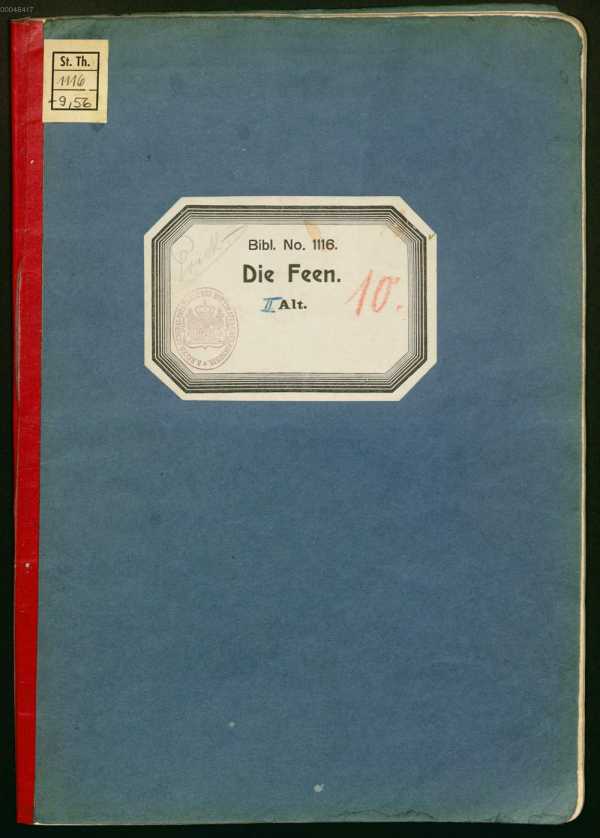 00048417
St. Th.
1116
-9,56
Bibl. No. 1116.
Die Feen.
II Alt.
10.